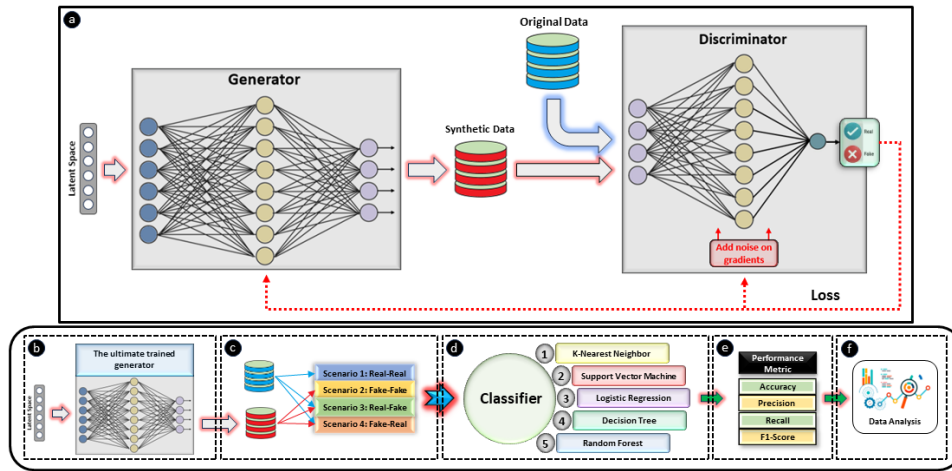 a
Original Data
Generator
Discriminator
Latent Space
Synthetic Data
Real
Fake
Add noise on
gradients
Loss
b
The ultimate trained
generator
Latent Space
c
Scenario 1: Real-Real
Scenario 2: Fake-Fake
Scenario 3: Real-Fake
Scenario 4: Fake-Real
d
Classifier
1 K-Nearest Neighbor
2 Support Vector Machine
3 Logistic Regression
4 Decision Tree
5 Random Forest
e
Performance
Metric
Accuracy
Precision
Recall
F1-Score
f
Data Analysis